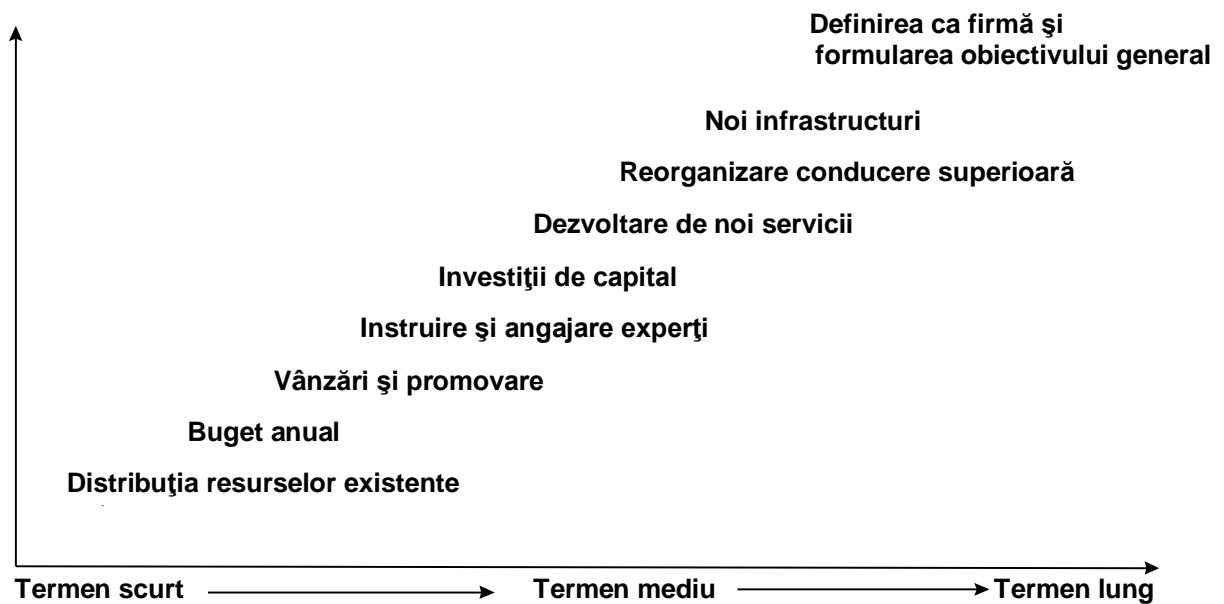 Definirea ca firmă şi
formularea obiectivului general
Noi infrastructuri
Reorganizare conducere superioară
Dezvoltare de noi servicii
Investiţii de capital
Instruire şi angajare experţi
Vânzări şi promovare
Buget anual
Distribuţia resurselor existente
Termen scurt Termen mediu Termen lung